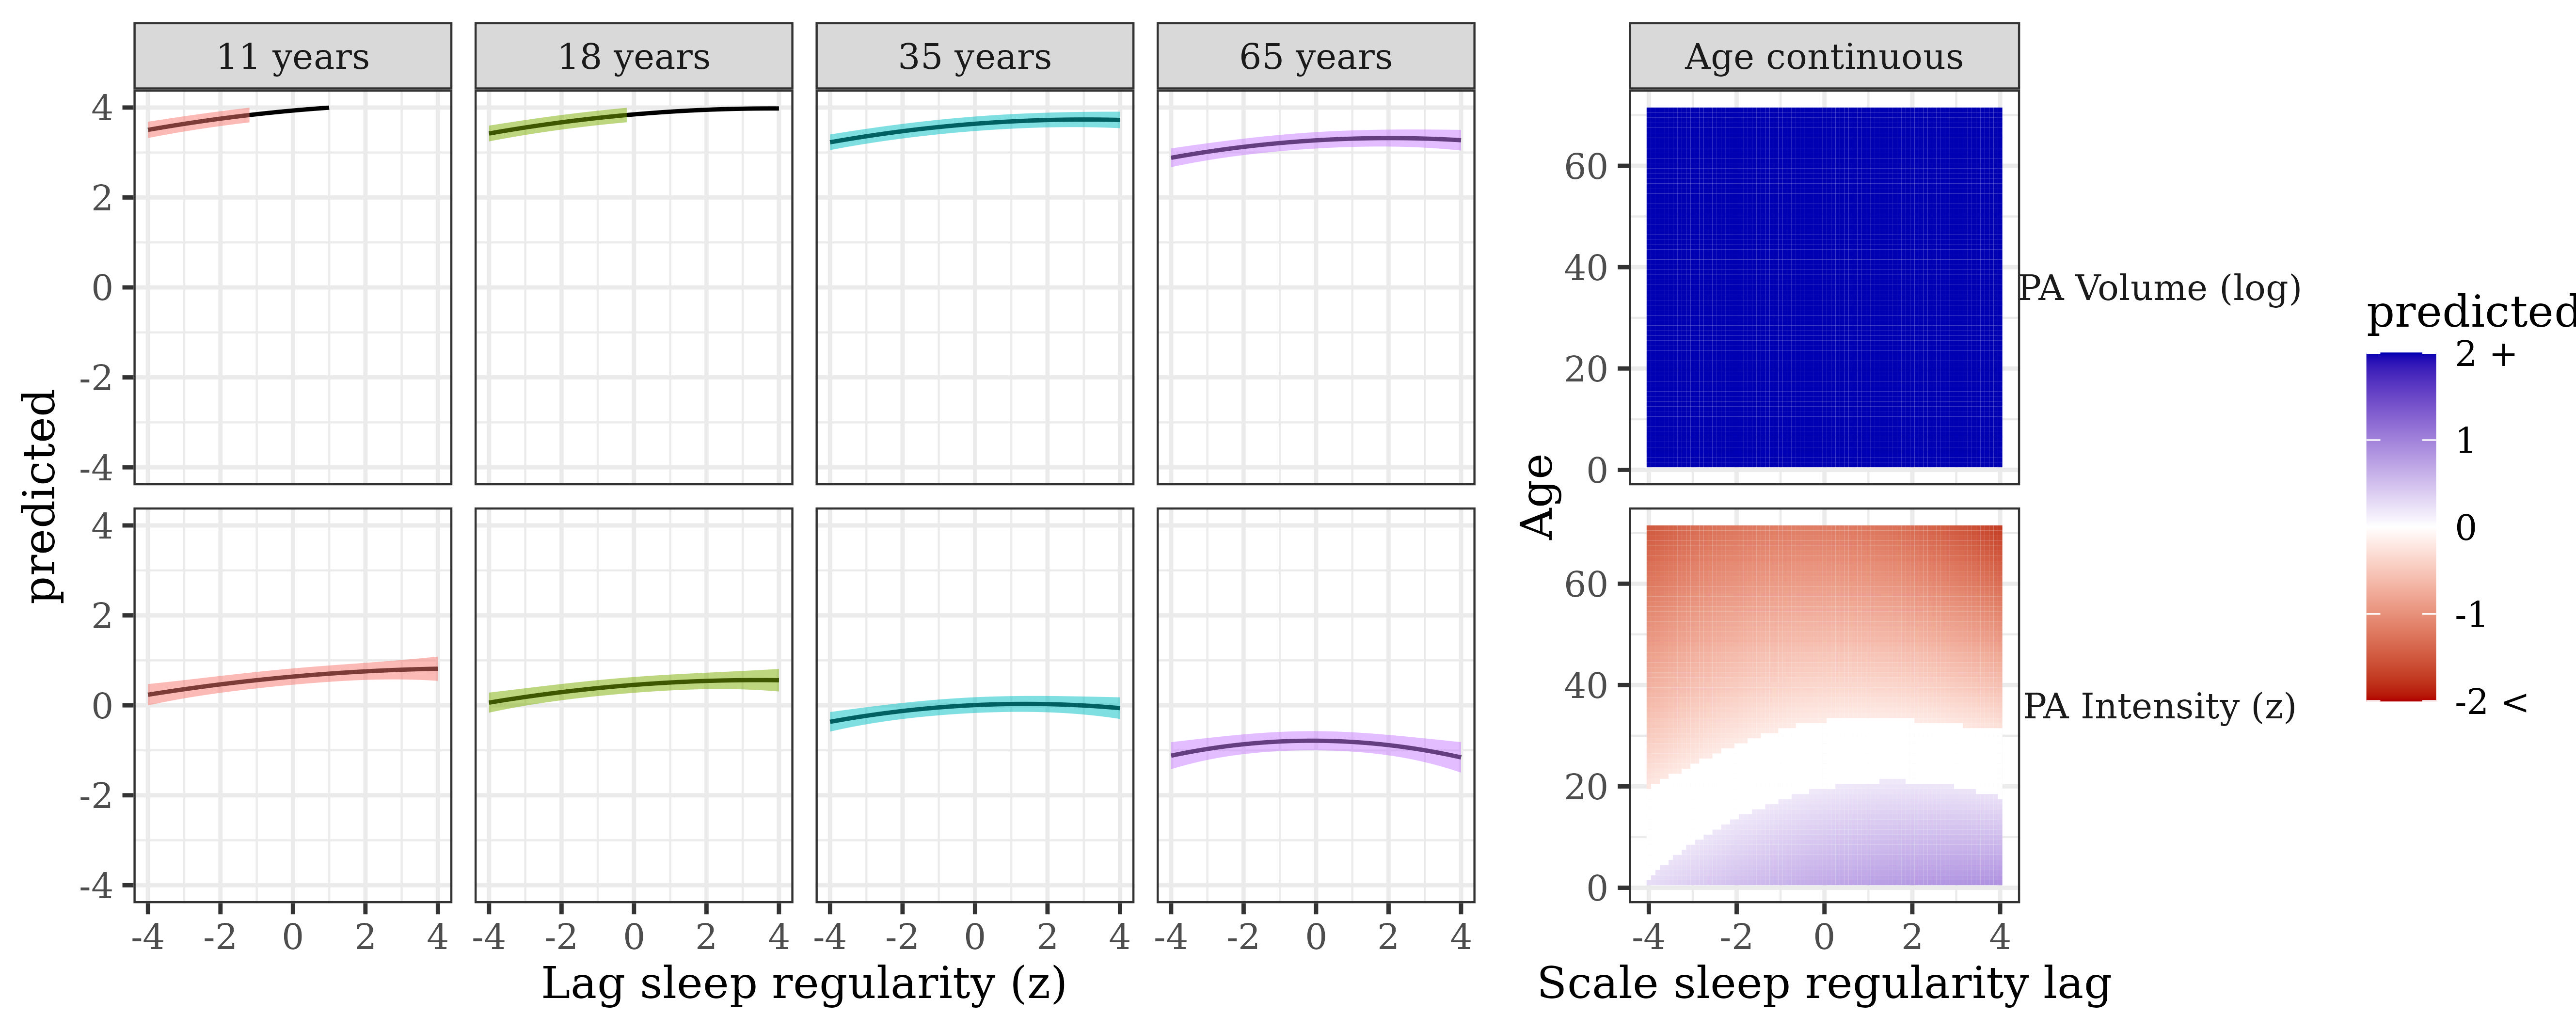 11 years
18 years
35 years
65 years
Age continuous
4
2
0
-2
-4
60
40
20
0
PA Volume (log)
4
2
0
-2
-4
60
40
20
0
PA Intensity (z)
predicted
Age
-4 -2 0 2 4
-4 -2 0 2 4
-4 -2 0 2 4
-4 -2 0 2 4
-4 -2 0 2 4
Lag sleep regularity (z)
Scale sleep regularity lag
predicted
2 +
1
0
-1
-2 <